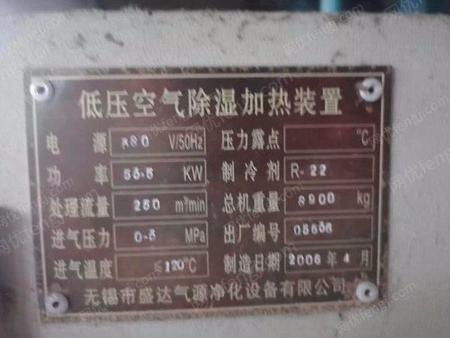 低压空气除湿加热装置
电源 380 V/50Hz 压力露点 ℃
功率 KW 制冷剂 R-22
处理流量 250 m³/min 总机重量 8900 kg
进气压力 0.5 MPa 出厂编号
进气温度 ≤120℃ 制造日期 2006年4月
无锡市盛达气源净化设备有限公司